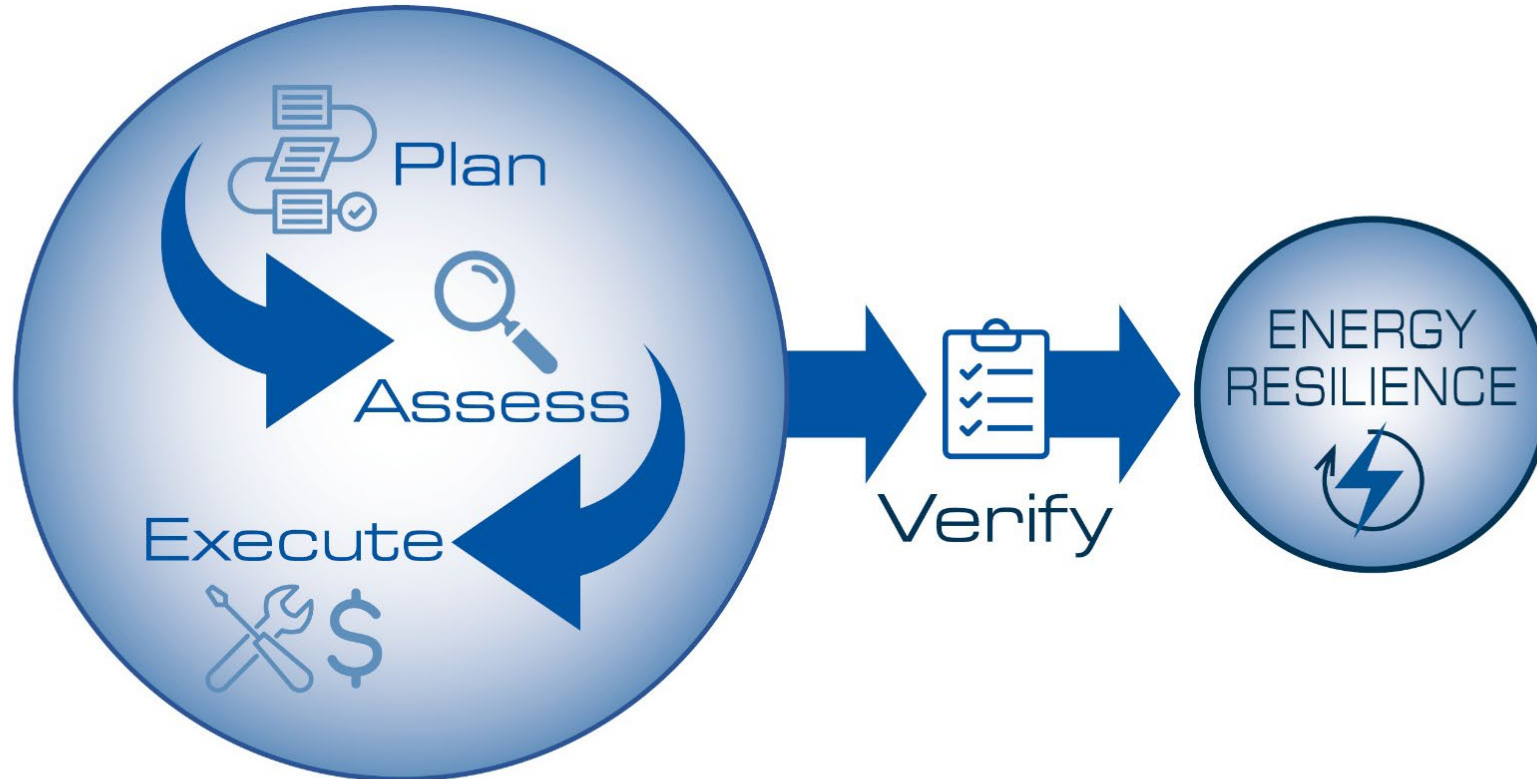 Plan
Assess
Execute
$
Verify
ENERGY
RESILIENCE